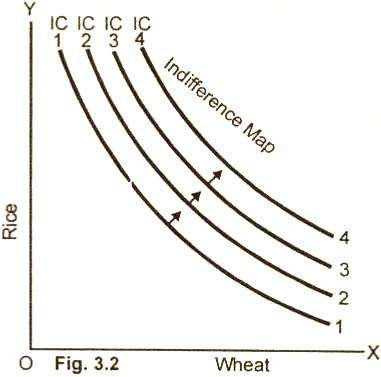 Y
IC IC IC IC
1 2 3 4
Indifference Map
Rice
4
3
2
1
X
O Fig. 3.2 Wheat